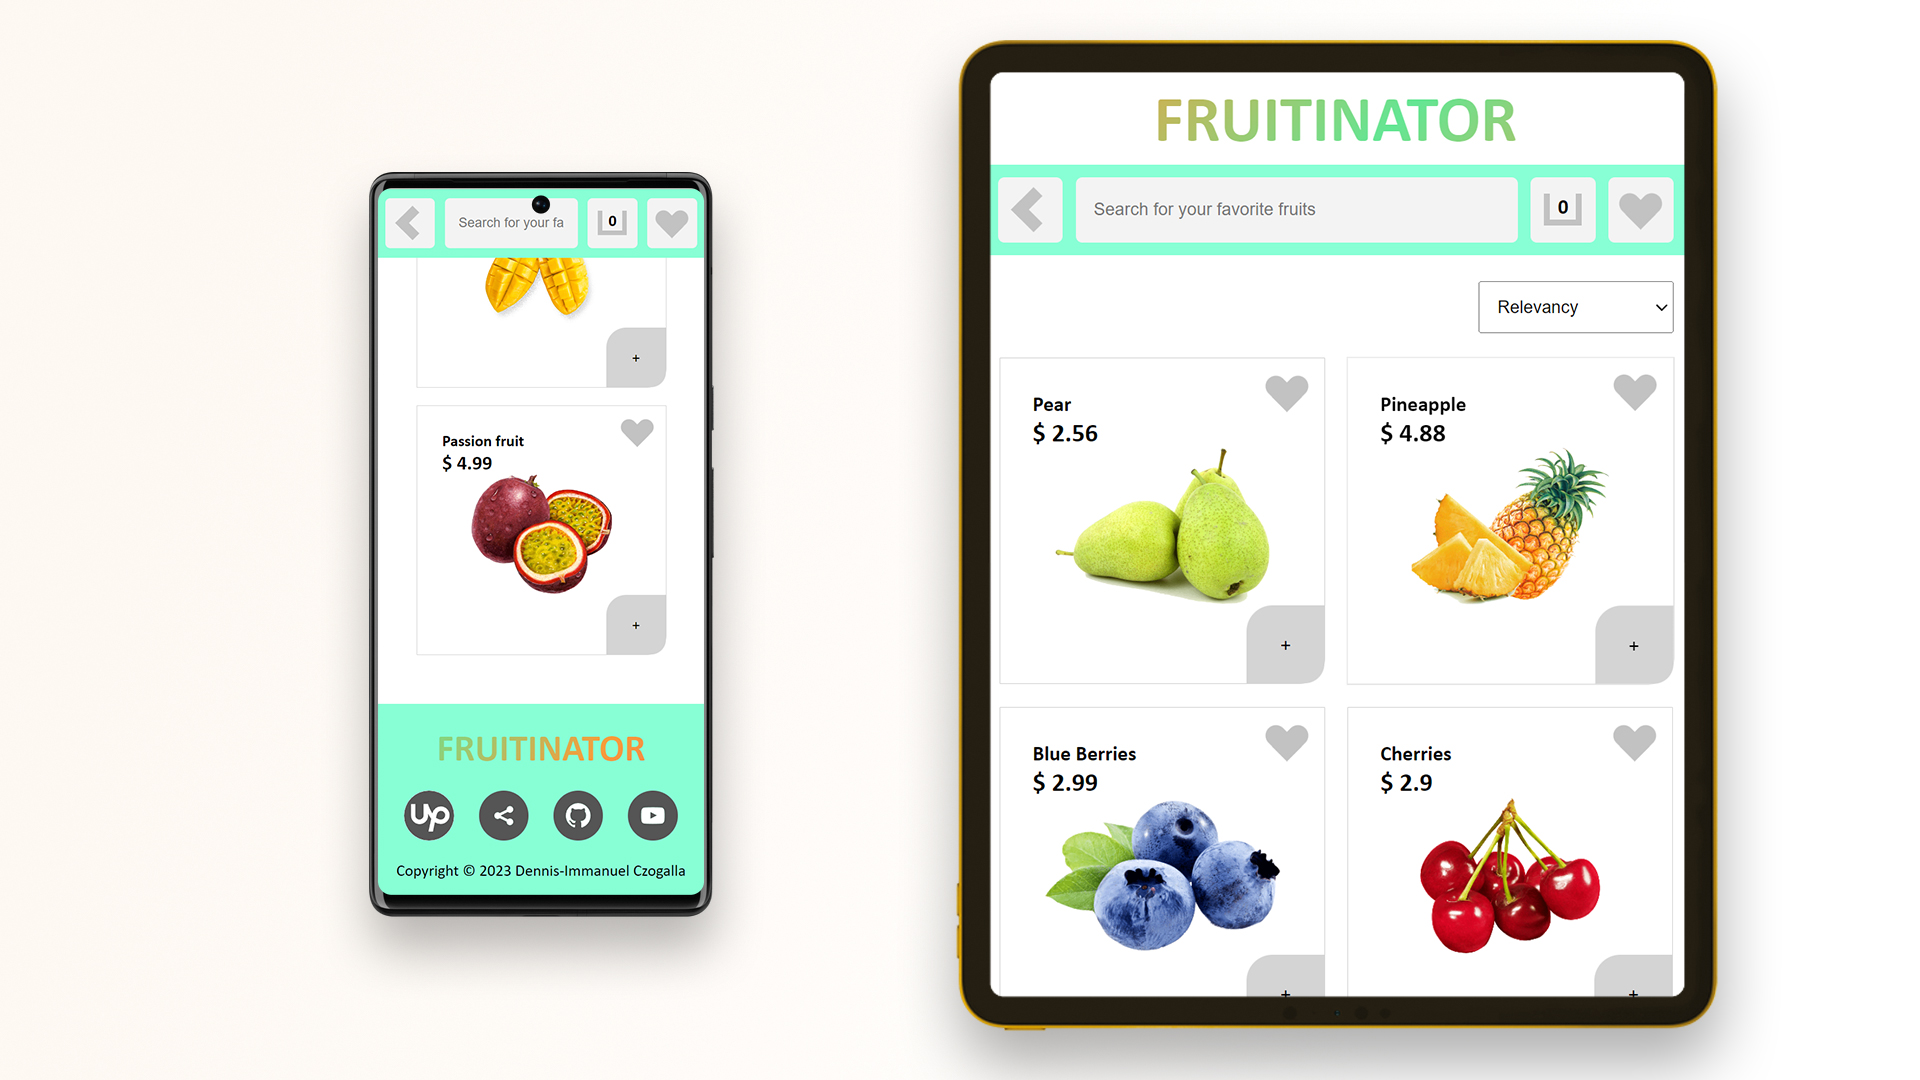 0
Search for your fa
+
Passion fruit
$ 4.99
+
FRUITINATOR
Up
Copyright © 2023 Dennis-Immanuel Czogalla
FRUITINATOR
Search for your favorite fruits
0
Relevancy
Pear
$ 2.56
+
Pineapple
$ 4.88
+
Blue Berries
$ 2.99
+
Cherries
$ 2.9
+